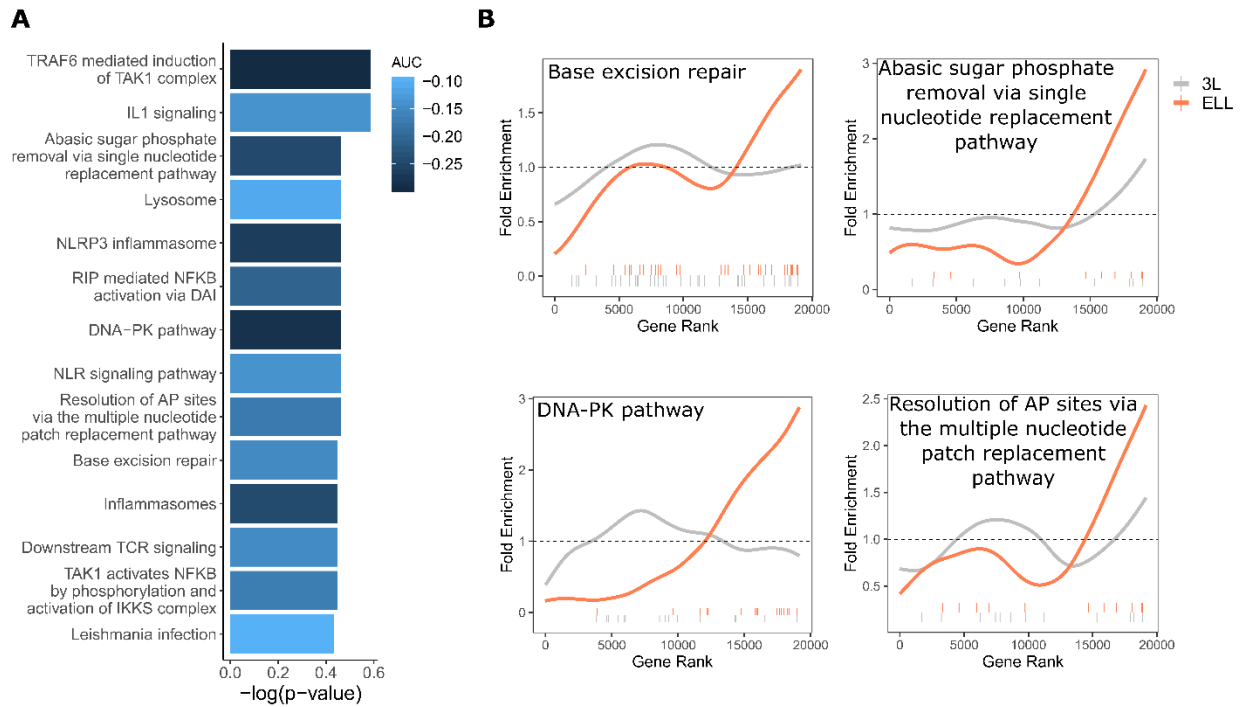 A
TRAF6 mediated induction
of TAK1 complex
IL1 signaling
Abasic sugar phosphate
removal via single nucleotide
replacement pathway
Lysosome
NLRP3 inflammasome
RIP mediated NFKB
activation via DAI
DNA−PK pathway
NLR signaling pathway
Resolution of AP sites
via the multiple nucleotide
patch replacement pathway
Base excision repair
Inflammasomes
Downstream TCR signaling
TAK1 activates NFKB
by phosphorylation and
activation of IKKS complex
Leishmania infection
0.0 0.2 0.4 0.6
−log(p−value)
AUC
−0.10
−0.15
−0.20
−0.25
B
Base excision repair
Fold Enrichment
1.5
1.0
0.5
0.0
0 5000 10000 15000 20000
Gene Rank
Abasic sugar phosphate
removal via single
nucleotide replacement
pathway
Fold Enrichment
3
2
1
0
0 5000 10000 15000 20000
Gene Rank
3L
ELL
DNA-PK pathway
Fold Enrichment
3
2
1
0
0 5000 10000 15000 20000
Gene Rank
Resolution of AP sites via
the multiple nucleotide
patch replacement
pathway
Fold Enrichment
2.5
2.0
1.5
1.0
0.5
0 5000 10000 15000 20000
Gene Rank